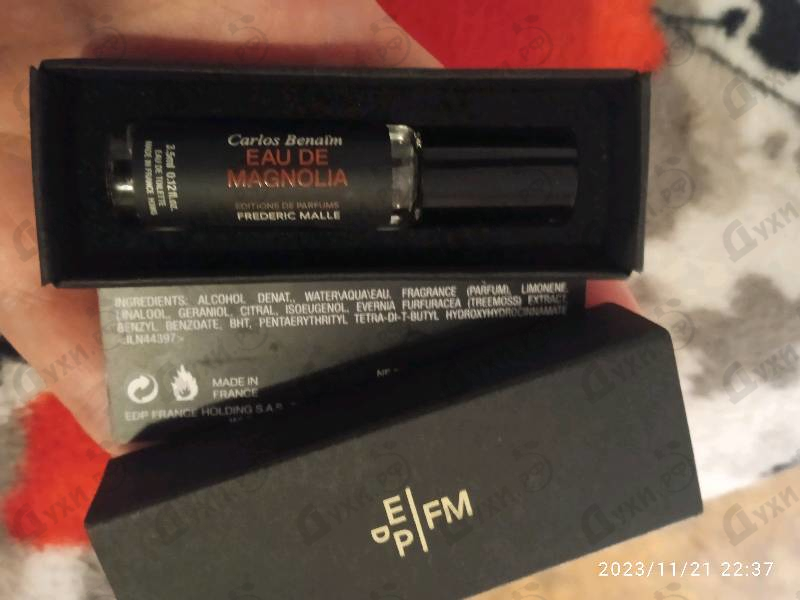 Carlos Benaïm
EAU DE
MAGNOLIA
EDITIONS DE PARFUMS
FREDERIC MALLE
3.5ml 0.12fl.oz.
EAU DE TOILETTE
MADE IN FRANCE
INGREDIENTS: ALCOHOL DENAT., WATER\AQUA\EAU, FRAGRANCE (PARFUM), LIMONENE,
LINALOOL, GERANIOL, CITRAL, ISOEUGENOL, EVERNIA FURFURACEA (TREEMOSS) EXTRACT,
BENZYL BENZOATE, BHT, PENTAERYTHRITYL TETRA-DI-T-BUTYL HYDROXYHYDROCINNAMATE
<ILN44397>
MADE IN
FRANCE
EDP FRANCE HOLDING S.A.S.
EDP FM
2023/11/21 22:37
Духи.рф